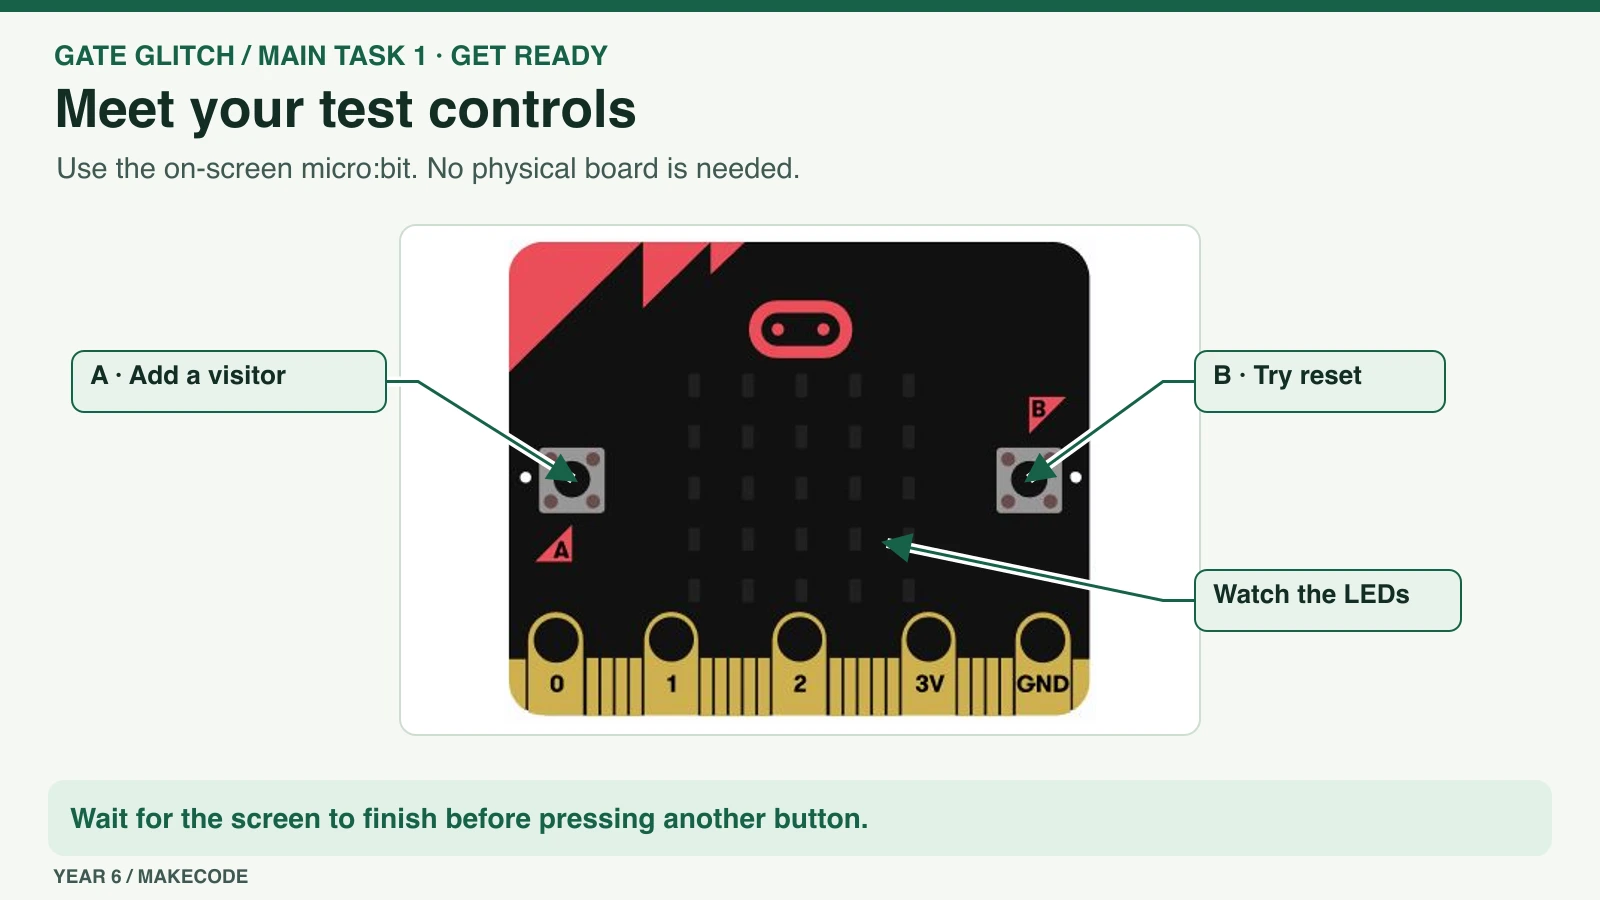 GATE GLITCH / MAIN TASK 1 · GET READY
Meet your test controls
Use the on-screen micro:bit. No physical board is needed.
A · Add a visitor
B · Try reset
B
A
Watch the LEDs
0 1 2 3V GND
Wait for the screen to finish before pressing another button.
YEAR 6 / MAKECODE